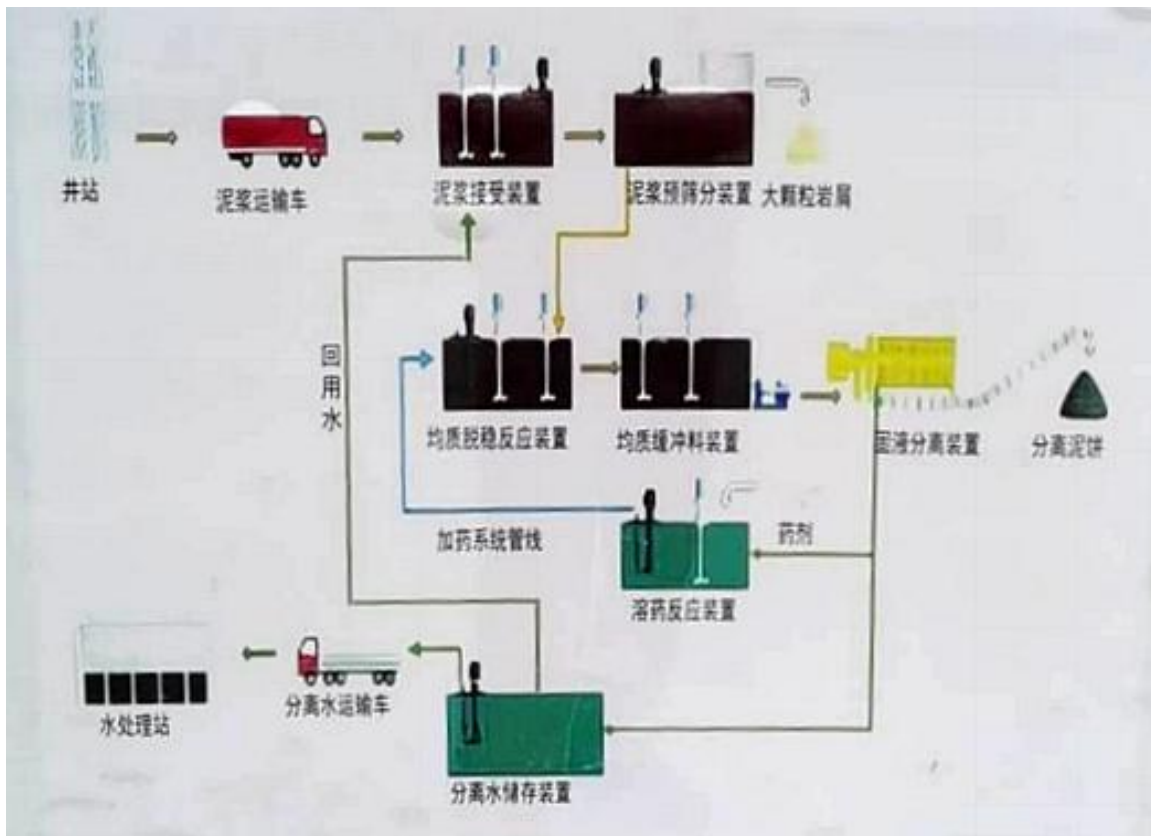 井站
泥浆运输车
泥浆接受装置
泥浆预筛分装置
大颗粒岩屑
回用水
均质脱稳反应装置
均质缓冲料装置
固液分离装置
分离泥饼
加药系统管线
药剂
溶药反应装置
水处理站
分离水运输车
分离水储存装置